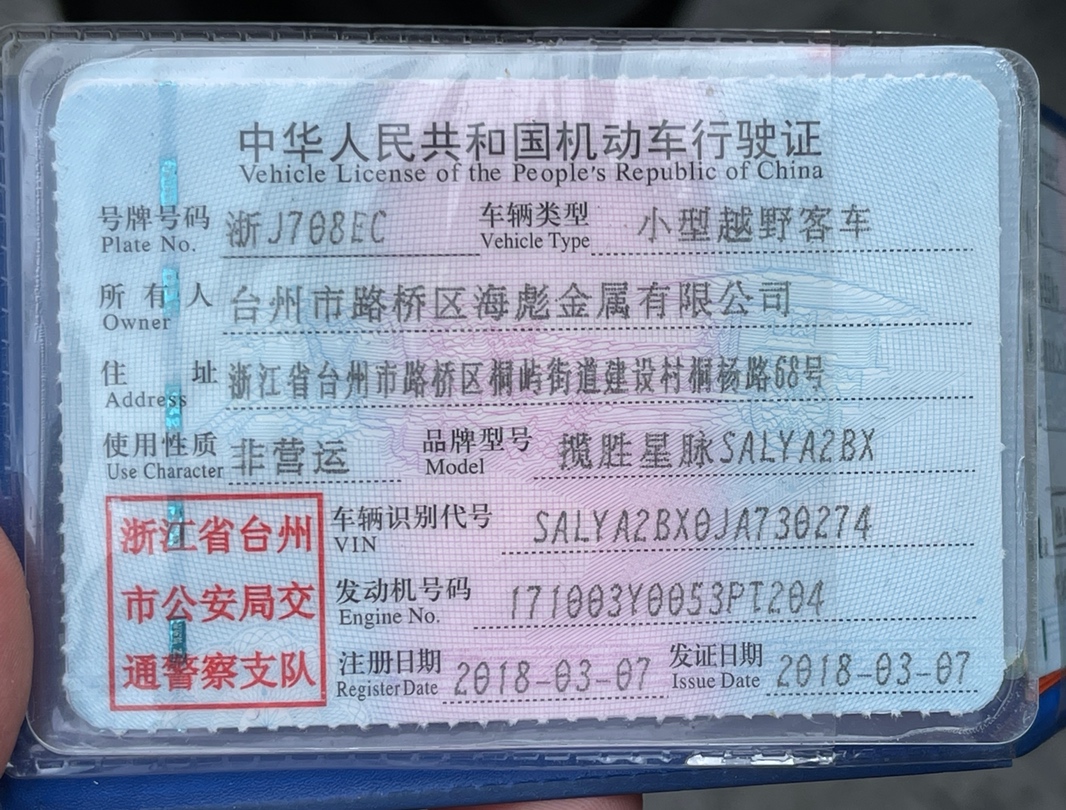 中华人民共和国机动车行驶证
Vehicle License of the People's Republic of China
号牌号码 浙J708EC 车辆类型 小型越野客车
Plate No. Vehicle Type
所有人 台州市路桥区海彪金属有限公司
Owner
住址 浙江省台州市路桥区桐屿街道建设村桐杨路68号
Address
使用性质 非营运 品牌型号 揽胜星脉SALYA2BX
Use Character Model
车辆识别代号 SALYA2BX0JA730274
VIN
发动机号码 171003Y0053PT204
Engine No.
注册日期 2018-03-07 发证日期 2018-03-07
Register Date Issue Date
浙江省台州
市公安局交
通警察支队